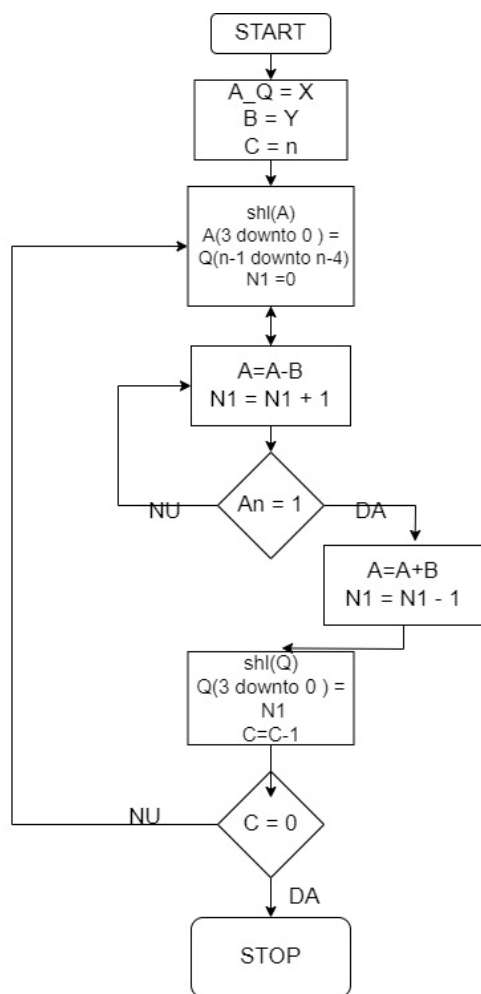 START
A_Q = X
B = Y
C = n
shl(A)
A(3 downto 0 ) =
Q(n-1 downto n-4)
N1 =0
A=A-B
N1 = N1 + 1
NU
An = 1
DA
A=A+B
N1 = N1 - 1
shl(Q)
Q(3 downto 0 ) =
N1
C=C-1
NU
C = 0
DA
STOP